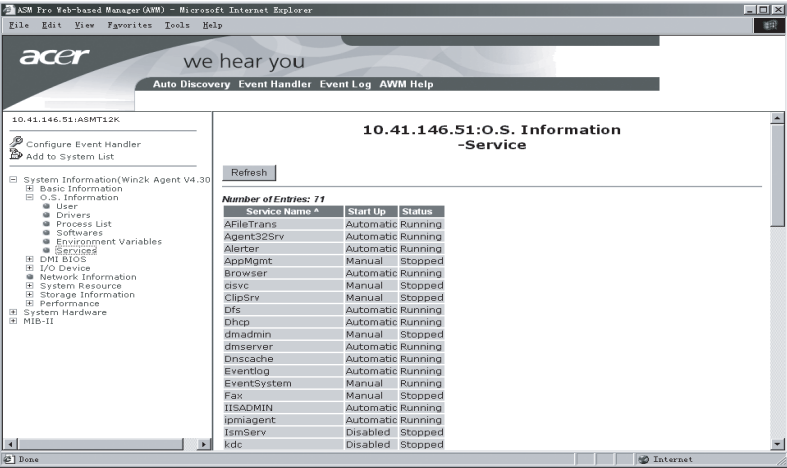 ASM Pro Web-based Manager(AWM) - Microsoft Internet Explorer
File Edit View Favorites Tools Help
acer
we hear you
Auto Discovery Event Handler Event Log AWM Help
10.41.146.51:ASMT12K
Configure Event Handler
Add to System List
System Information(Win2k Agent V4.30
Basic Information
O.S. Information
User
Drivers
Process List
Softwares
Environment Variables
Services
DMI BIOS
I/O Device
Network Information
System Resource
Storage Information
Performance
System Hardware
MIB-II
10.41.146.51:O.S. Information
-Service
Refresh
Number of Entries: 71
Service Name ^ Start Up Status
AFileTrans Automatic Running
Agent32Srv Automatic Running
Alerter Automatic Running
AppMgmt Manual Stopped
Browser Automatic Running
cisvc Manual Stopped
ClipSrv Manual Stopped
Dfs Automatic Running
Dhcp Automatic Running
dmadmin Manual Stopped
dmserver Automatic Running
Dnscache Automatic Running
Eventlog Automatic Running
EventSystem Manual Running
Fax Manual Stopped
IISADMIN Automatic Running
ipmiagent Automatic Running
IsmServ Disabled Stopped
kdc Disabled Stopped
Done
Internet